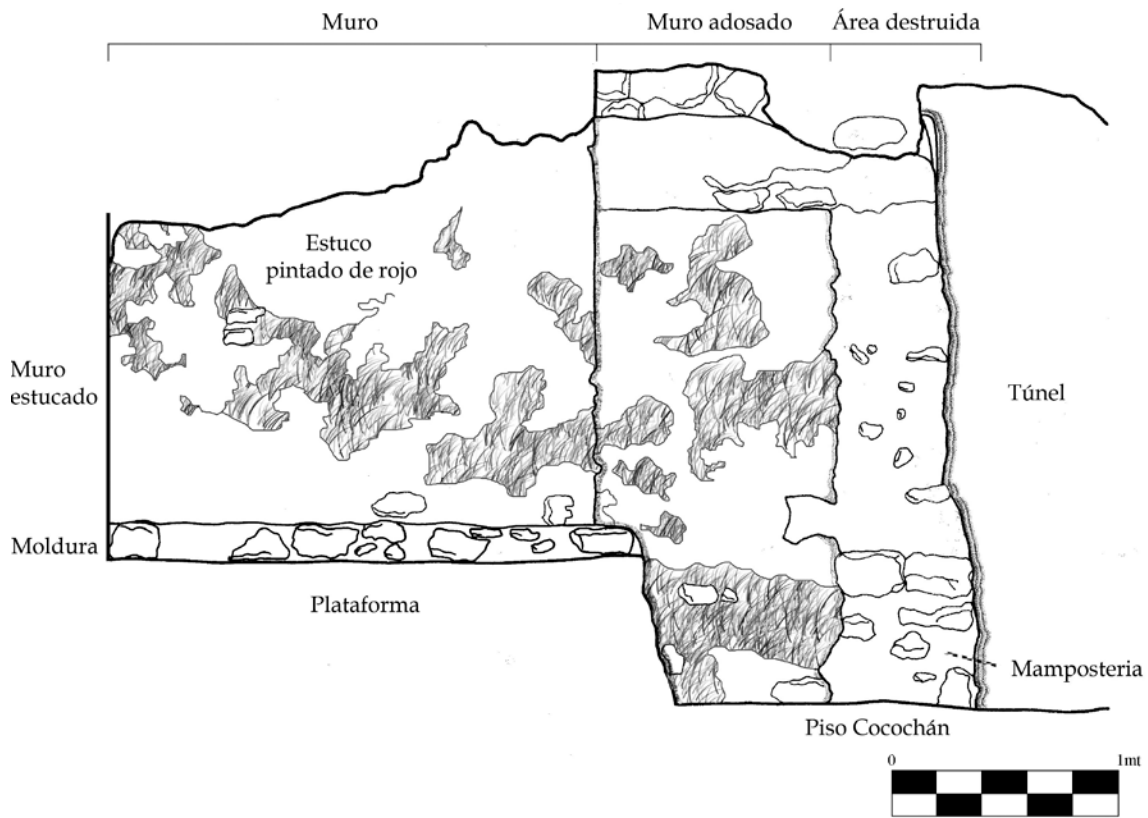 Muro
Muro adosado
Área destruida
Estuco
pintado de rojo
Muro
estucado
Túnel
Moldura
Plataforma
Mamposteria
Piso Cocochán
0
1mt